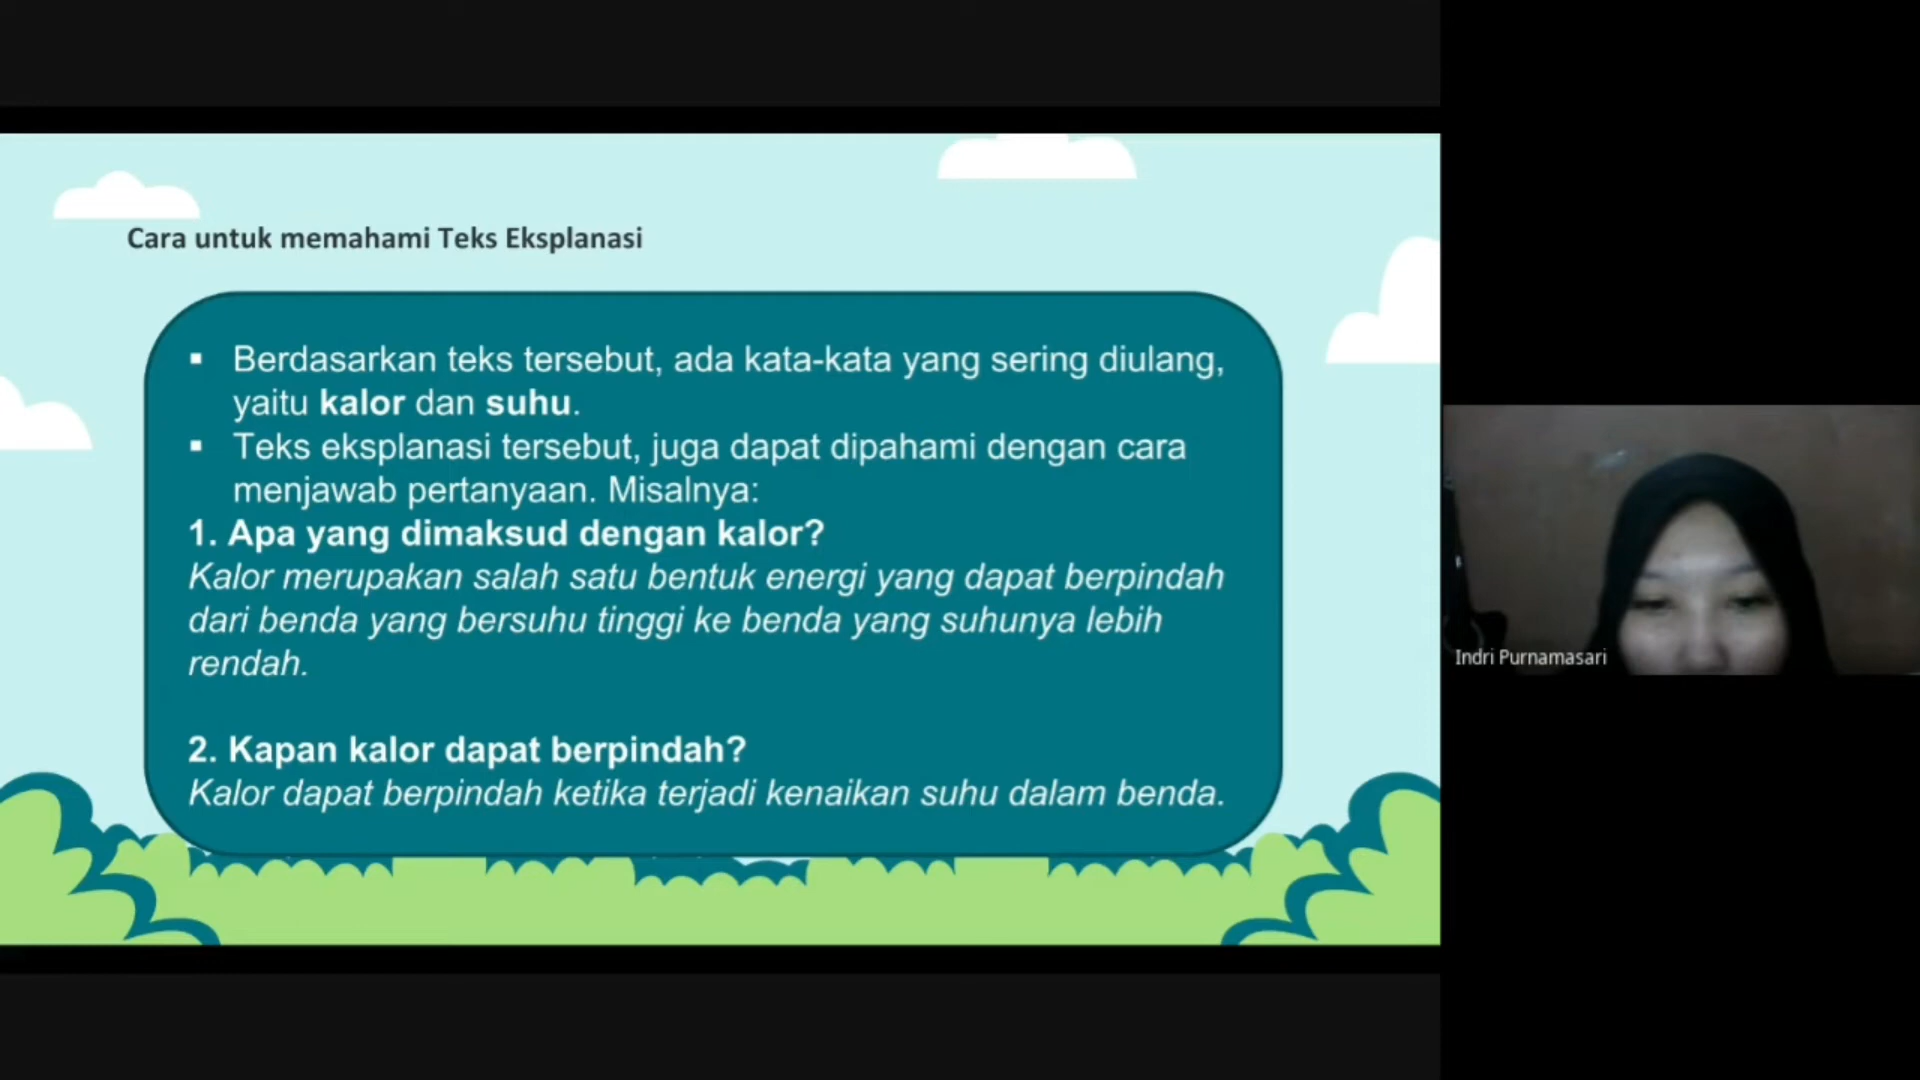 Cara untuk memahami Teks Eksplanasi
▪ Berdasarkan teks tersebut, ada kata-kata yang sering diulang,
yaitu kalor dan suhu.
▪ Teks eksplanasi tersebut, juga dapat dipahami dengan cara
menjawab pertanyaan. Misalnya:
1. Apa yang dimaksud dengan kalor?
Kalor merupakan salah satu bentuk energi yang dapat berpindah
dari benda yang bersuhu tinggi ke benda yang suhunya lebih
rendah.
2. Kapan kalor dapat berpindah?
Kalor dapat berpindah ketika terjadi kenaikan suhu dalam benda.
Indri Purnamasari